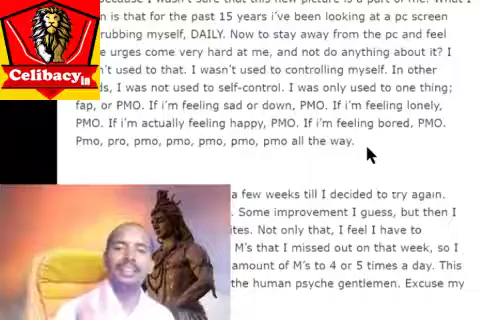 Celibacy.in
n is that for the past 15 years i've been looking at a pc screen
rubbing myself, DAILY. Now to stay away from the pc and feel
e urges come very hard at me, and not do anything about it? I
't used to that. I wasn't used to controlling myself. In other
ds, I was not used to self-control. I was only used to one thing;
fap, or PMO. If i'm feeling sad or down, PMO. If i'm feeling lonely,
PMO. If i'm actually feeling happy, PMO. If i'm feeling bored, PMO.
Pmo, pro, pmo, pmo, pmo, pmo, pmo all the way.
a few weeks till I decided to try again.
. Some improvement I guess, but then I
ites. Not only that, I feel I have to
M's that I missed out on that week, so I
amount of M's to 4 or 5 times a day. This
the human psyche gentlemen. Excuse my